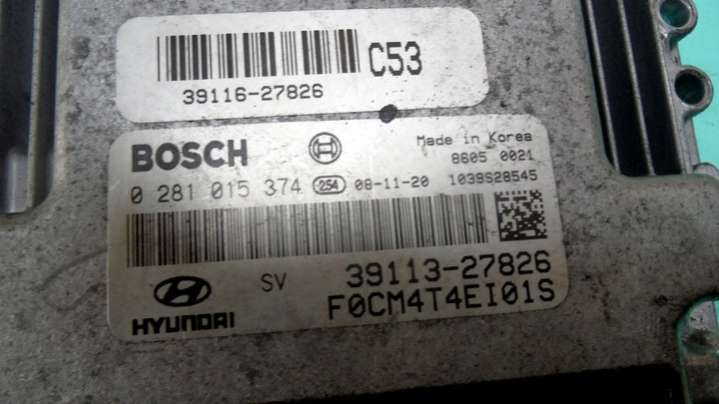 C53
39116-27826
BOSCH
Made in Korea
8605 0021
0 281 015 374 254 08-11-20 1039S28545
SV 39113-27826
HYUNDAI F0CM4T4EI01S